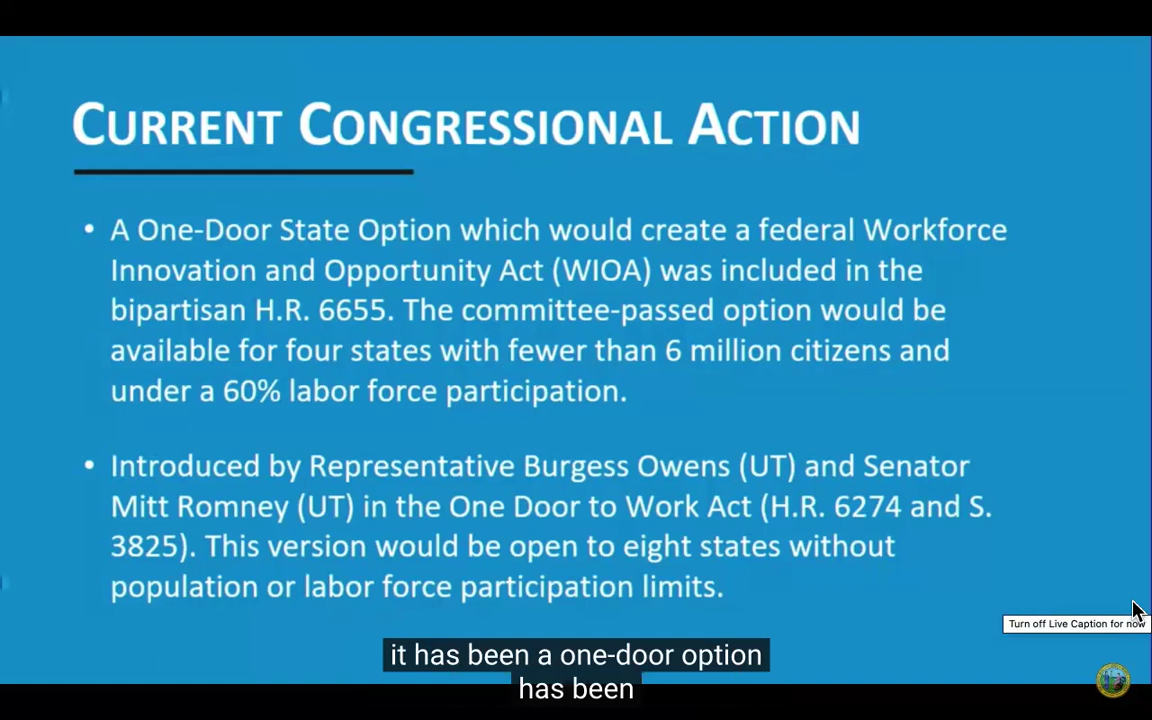 CURRENT CONGRESSIONAL ACTION
• A One-Door State Option which would create a federal Workforce
Innovation and Opportunity Act (WIOA) was included in the
bipartisan H.R. 6655. The committee-passed option would be
available for four states with fewer than 6 million citizens and
under a 60% labor force participation.
• Introduced by Representative Burgess Owens (UT) and Senator
Mitt Romney (UT) in the One Door to Work Act (H.R. 6274 and S.
3825). This version would be open to eight states without
population or labor force participation limits.
Turn off Live Caption for now
it has been a one-door option
has been